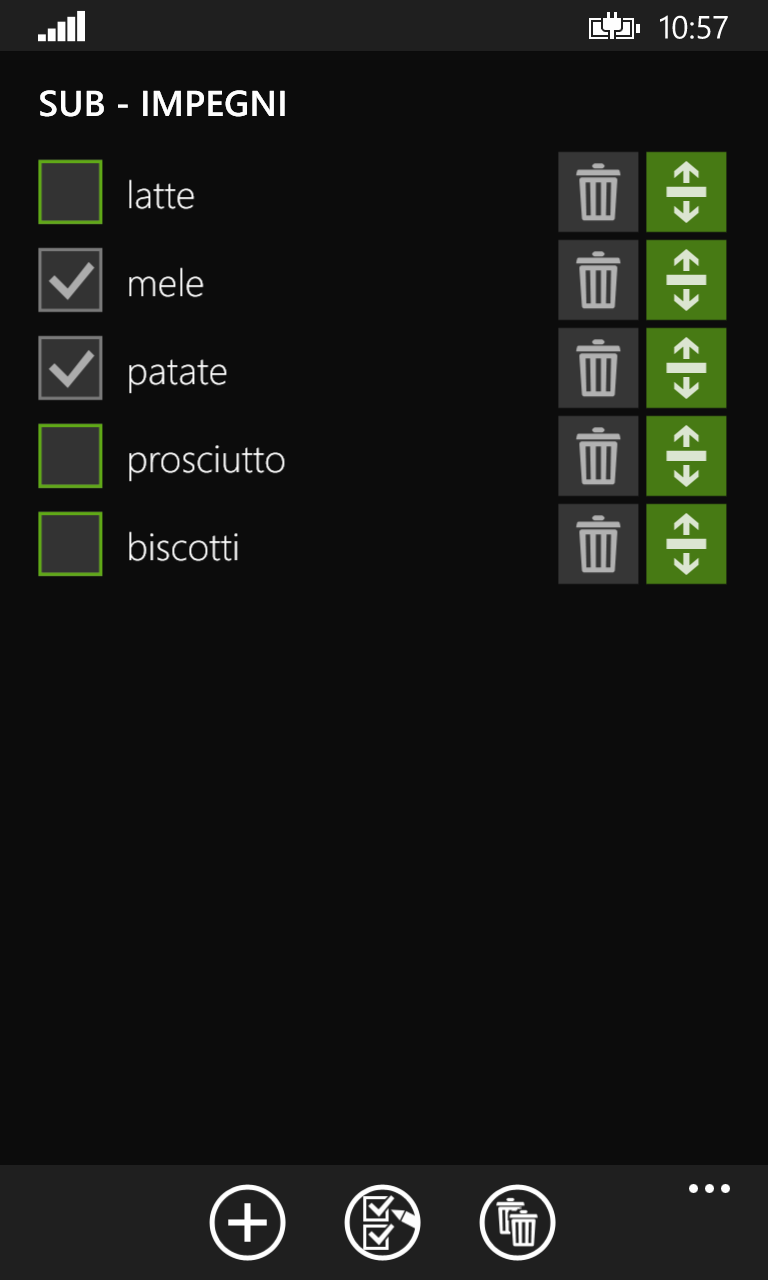 10:57
SUB - IMPEGNI
latte
mele
patate
prosciutto
biscotti